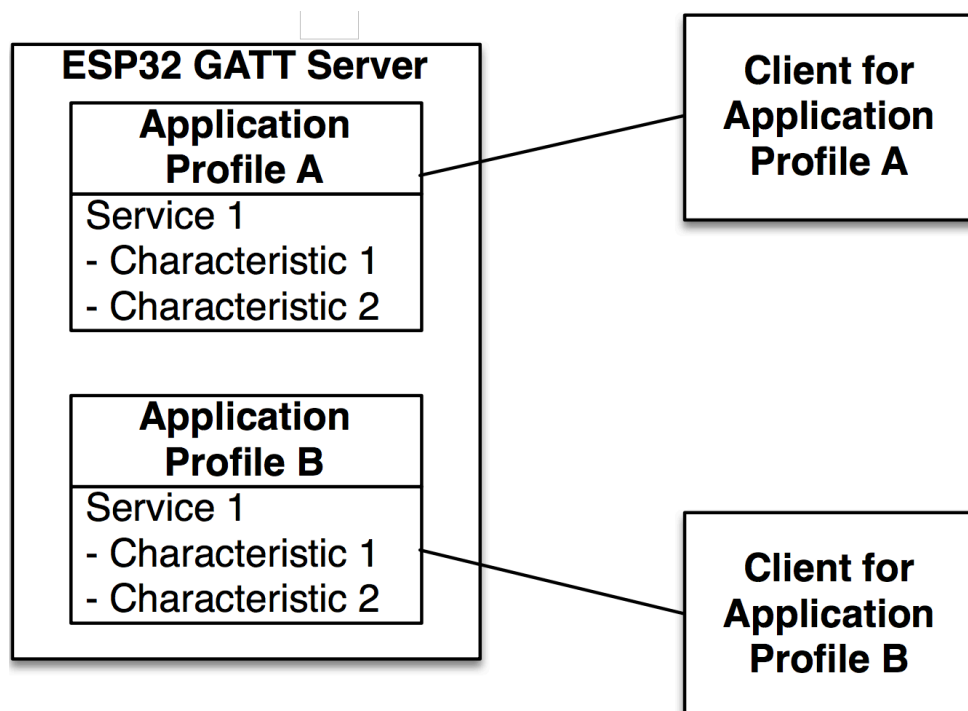 ESP32 GATT Server
Application
Profile A
Service 1
- Characteristic 1
- Characteristic 2
Application
Profile B
Service 1
- Characteristic 1
- Characteristic 2
Client for
Application
Profile A
Client for
Application
Profile B